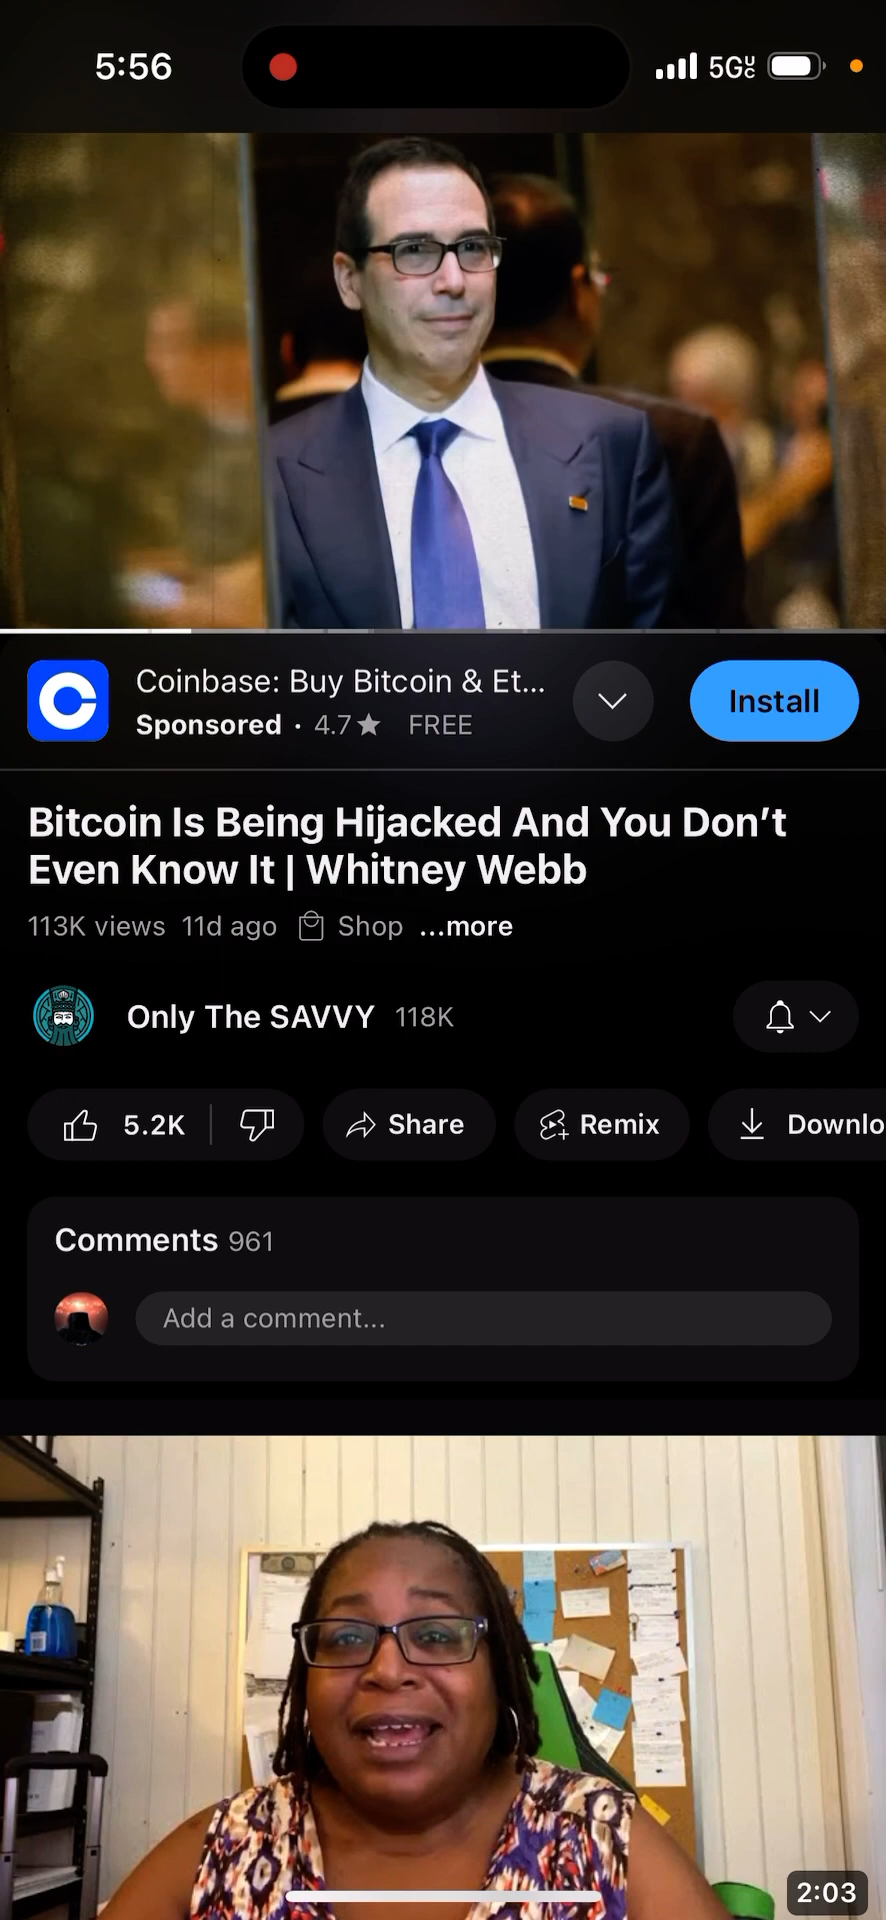 5:56
5GUC
Coinbase: Buy Bitcoin & Et...
Install
Sponsored · 4.7★ FREE
Bitcoin Is Being Hijacked And You Don’t
Even Know It | Whitney Webb
113K views 11d ago Shop ...more
Only The SAVVY 118K
5.2K Share Remix Downlo
Comments 961
Add a comment...
2:03